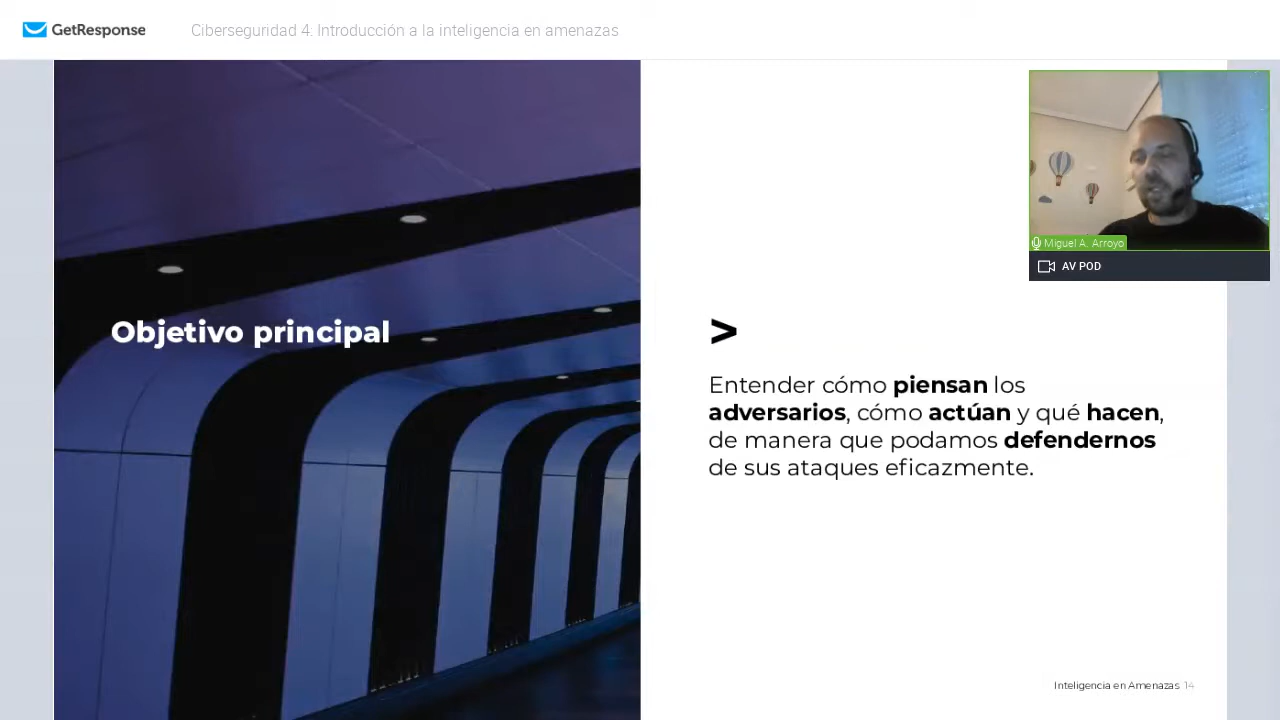 GetResponse
Ciberseguridad 4: Introducción a la inteligencia en amenazas
Miguel A. Arroyo
AV POD
Objetivo principal
>
Entender cómo piensan los
adversarios, cómo actúan y qué hacen,
de manera que podamos defendernos
de sus ataques eficazmente.
Inteligencia en Amenazas 14